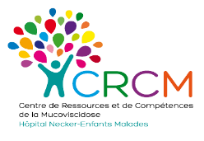 CRCM
Centre de Ressources et de Compétences
de la Mucoviscidose
Hôpital Necker-Enfants Malades